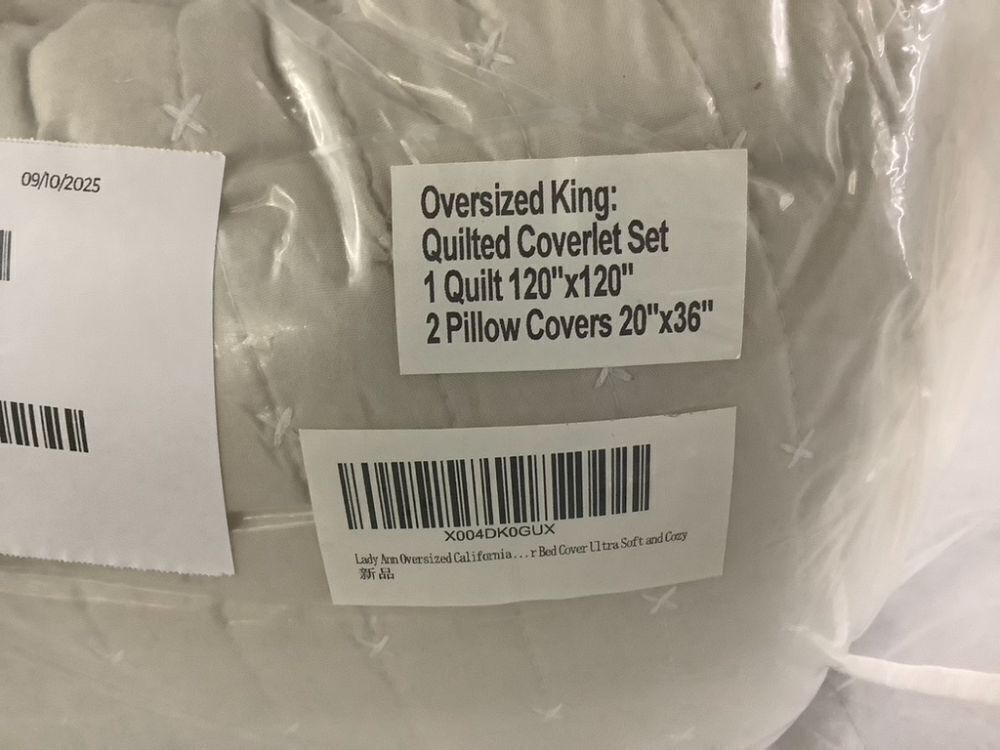 09/10/2025
Oversized King:
Quilted Coverlet Set
1 Quilt 120"x120"
2 Pillow Covers 20"x36"
X004DK0GUX
Lady Ann Oversized California...r Bed Cover Ultra Soft and Cozy
新品